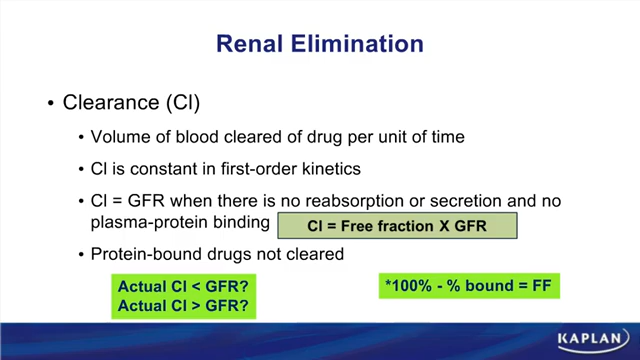 Renal Elimination
• Clearance (Cl)
• Volume of blood cleared of drug per unit of time
• Cl is constant in first-order kinetics
• Cl = GFR when there is no reabsorption or secretion and no
plasma-protein binding
Cl = Free fraction X GFR
• Protein-bound drugs not cleared
Actual Cl < GFR?
Actual Cl > GFR?
*100% - % bound = FF
KAPLAN